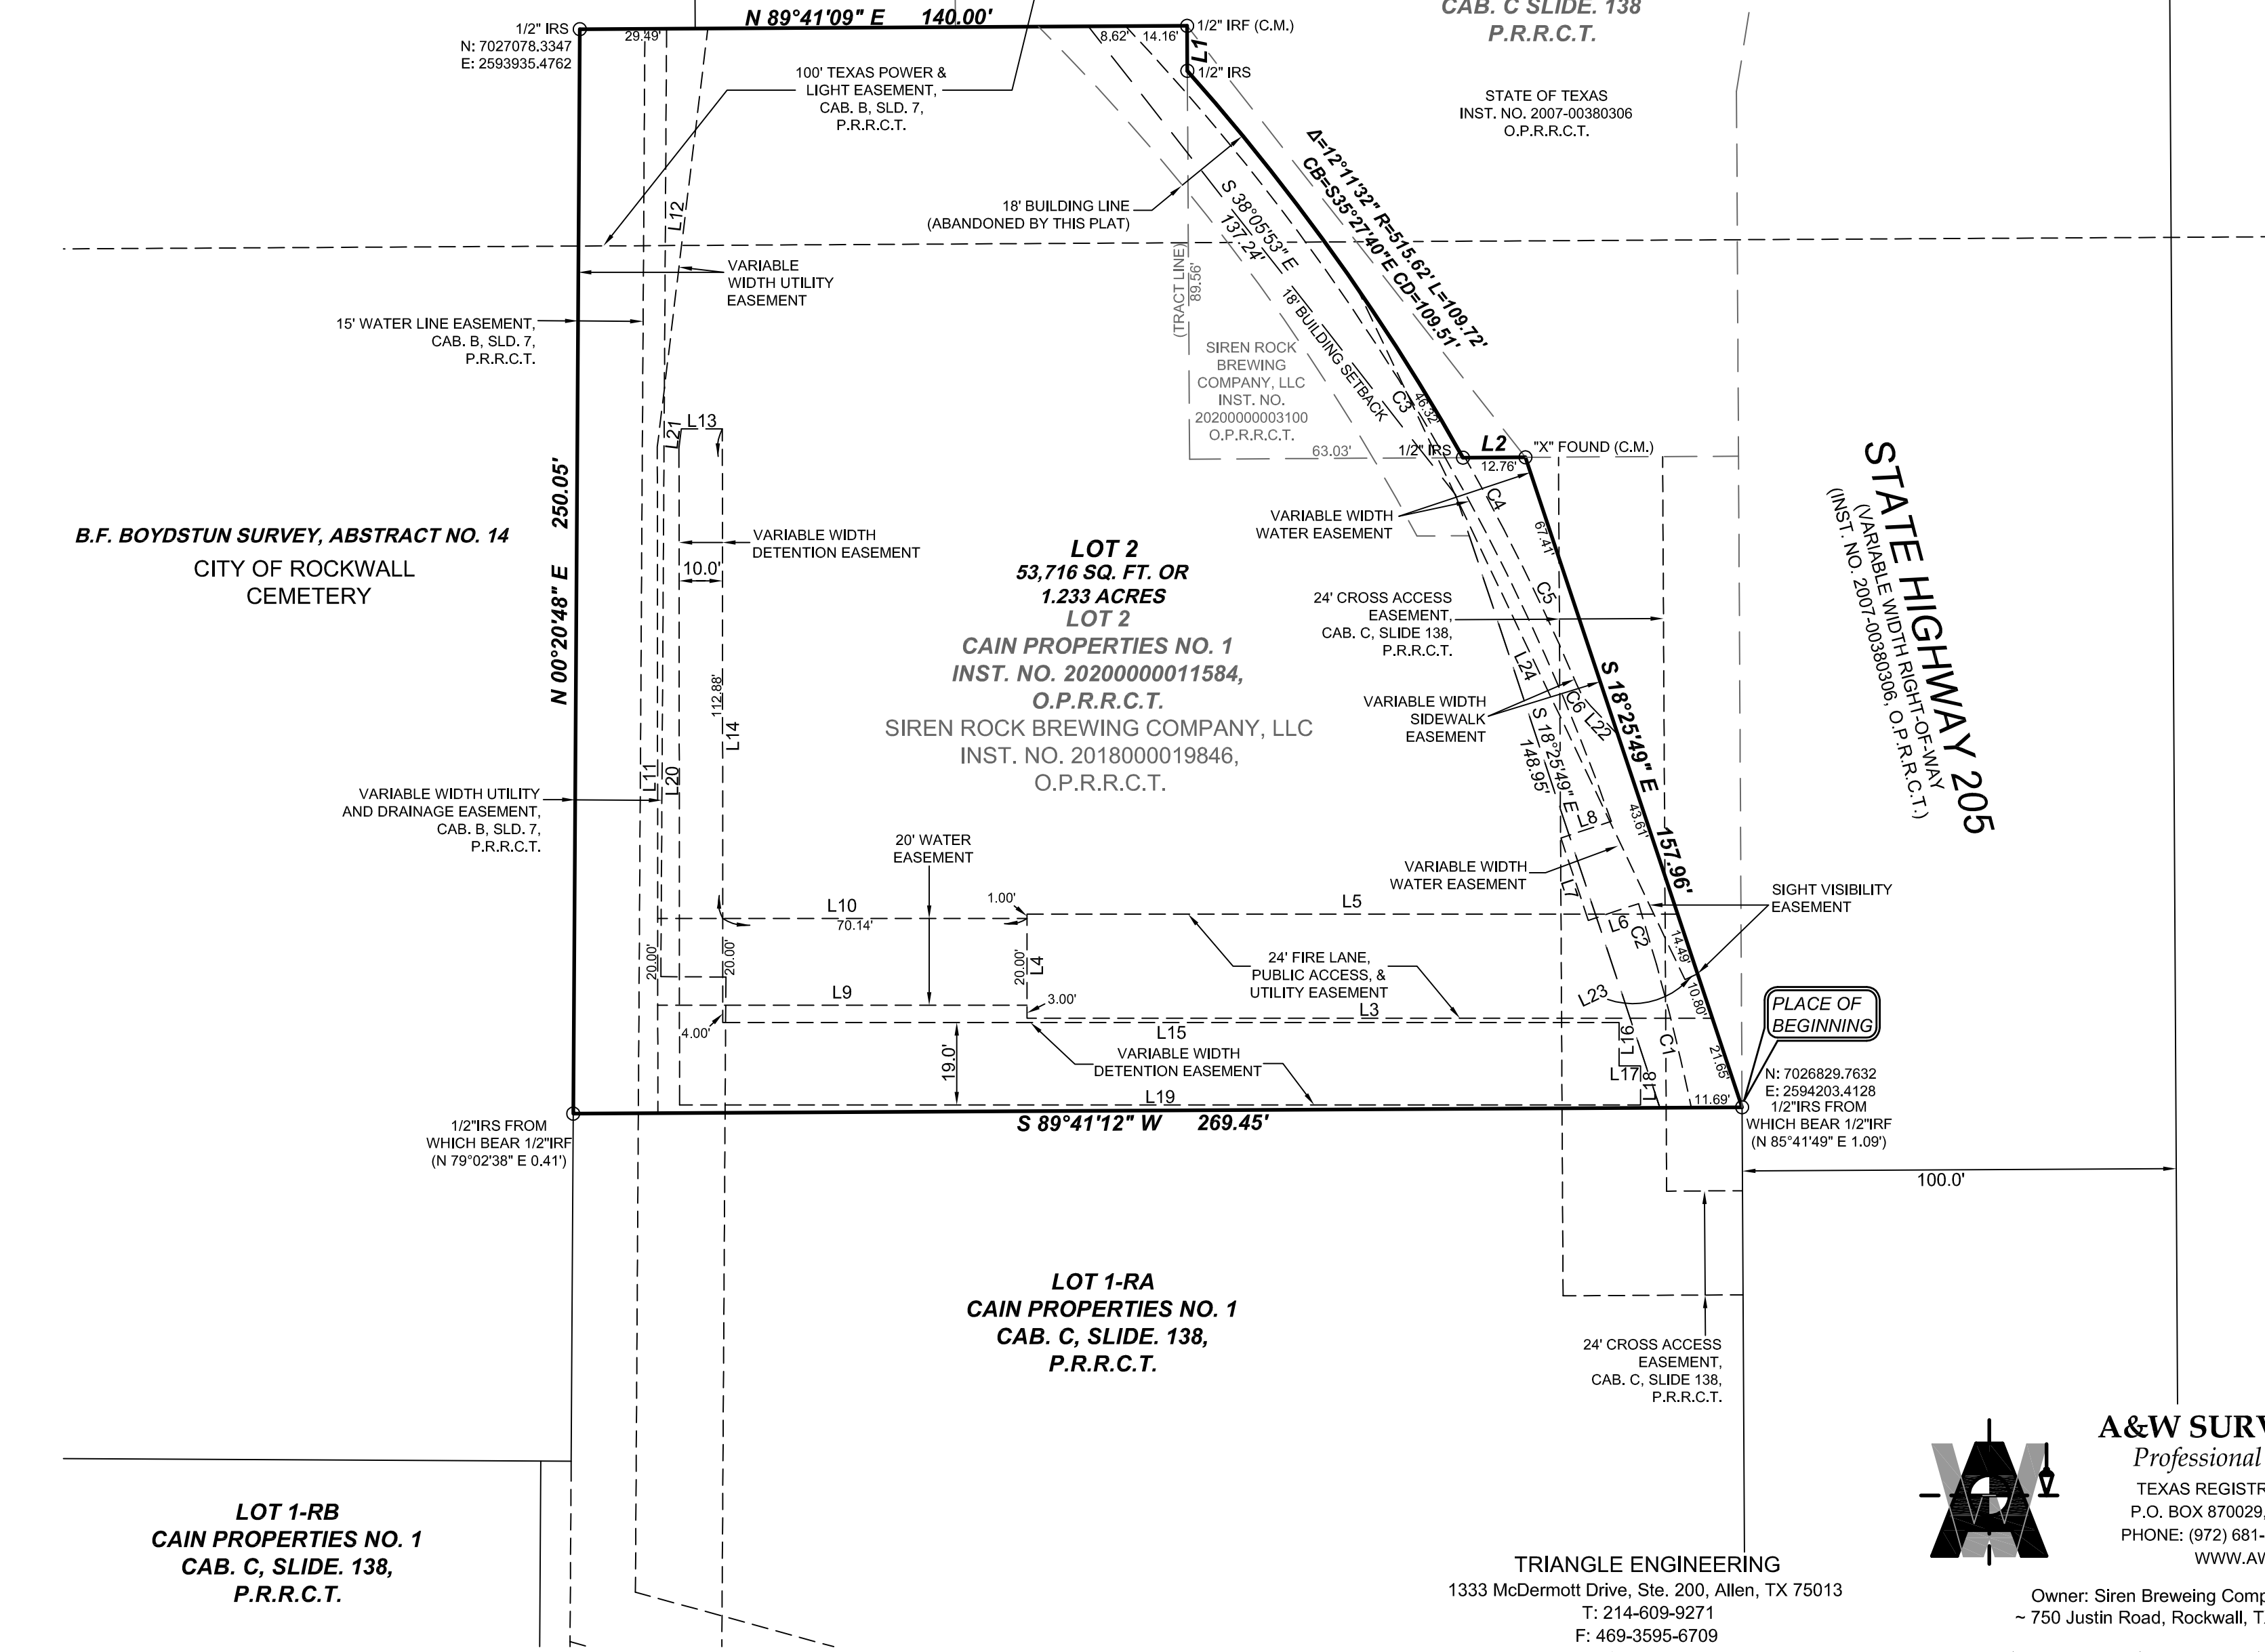 N 89°41'09" E 140.00'
1/2" IRS
N: 7027078.3347
E: 2593935.4762
29.49'
8.62'
14.16'
1/2" IRF (C.M.)
L1
1/2" IRS
CAB. C SLIDE. 138
P.R.R.C.T.
STATE OF TEXAS
INST. NO. 2007-00380306
O.P.R.R.C.T.
100' TEXAS POWER &
LIGHT EASEMENT,
CAB. B, SLD. 7,
P.R.R.C.T.
18' BUILDING LINE
(ABANDONED BY THIS PLAT)
Δ=12°11'32" R=515.62' L=109.72'
CB=S35°27'40"E CD=109.51'
S 38°05'53" E
137.24'
18' BUILDING SETBACK
(TRACT LINE)
89.56'
L12
VARIABLE
WIDTH UTILITY
EASEMENT
15' WATER LINE EASEMENT,
CAB. B, SLD. 7,
P.R.R.C.T.
SIREN ROCK
BREWING
COMPANY, LLC
INST. NO.
20200000003100
O.P.R.R.C.T.
63.03'
1/2" IRS
C3
46.32'
L2
12.76'
"X" FOUND (C.M.)
L21
L13
N 00°20'48" E 250.05'
B.F. BOYDSTUN SURVEY, ABSTRACT NO. 14
CITY OF ROCKWALL
CEMETERY
VARIABLE WIDTH
DETENTION EASEMENT
10.0'
LOT 2
53,716 SQ. FT. OR
1.233 ACRES
LOT 2
CAIN PROPERTIES NO. 1
INST. NO. 20200000011584,
O.P.R.R.C.T.
SIREN ROCK BREWING COMPANY, LLC
INST. NO. 2018000019846,
O.P.R.R.C.T.
VARIABLE WIDTH
WATER EASEMENT
C4
67.41'
C5
24' CROSS ACCESS
EASEMENT,
CAB. C, SLIDE 138,
P.R.R.C.T.
L24
VARIABLE WIDTH
SIDEWALK
EASEMENT
C6
L22
S 18°25'49" E
148.95'
S 18°25'49" E 157.96'
43.61'
STATE HIGHWAY 205
(VARIABLE WIDTH RIGHT-OF-WAY
(INST. NO. 2007-00380306, O.P.R.R.C.T.)
112.88'
L14
L11
L20
VARIABLE WIDTH UTILITY
AND DRAINAGE EASEMENT,
CAB. B, SLD. 7,
P.R.R.C.T.
20' WATER
EASEMENT
L8
VARIABLE WIDTH
WATER EASEMENT
L7
SIGHT VISIBILITY
EASEMENT
L10
70.14'
1.00'
L5
L6
C2
14.49'
20.00'
20.00'
20.00'
L4
24' FIRE LANE,
PUBLIC ACCESS, &
UTILITY EASEMENT
L9
3.00'
L3
L23
10.80'
PLACE OF
BEGINNING
4.00'
L15
19.0'
VARIABLE WIDTH
DETENTION EASEMENT
L16
C1
L17
L18
21.65'
L19
11.69'
N: 7026829.7632
E: 2594203.4128
1/2"IRS FROM
WHICH BEAR 1/2"IRF
(N 85°41'49" E 1.09')
1/2"IRS FROM
WHICH BEAR 1/2"IRF
(N 79°02'38" E 0.41')
S 89°41'12" W 269.45'
100.0'
LOT 1-RA
CAIN PROPERTIES NO. 1
CAB. C, SLIDE. 138,
P.R.R.C.T.
24' CROSS ACCESS
EASEMENT,
CAB. C, SLIDE 138,
P.R.R.C.T.
LOT 1-RB
CAIN PROPERTIES NO. 1
CAB. C, SLIDE. 138,
P.R.R.C.T.
TRIANGLE ENGINEERING
1333 McDermott Drive, Ste. 200, Allen, TX 75013
T: 214-609-9271
F: 469-3595-6709
A&W SURV
Professional
TEXAS REGISTR
P.O. BOX 870029,
PHONE: (972) 681-
WWW.AW
Owner: Siren Breweing Comp
~ 750 Justin Road, Rockwall, T